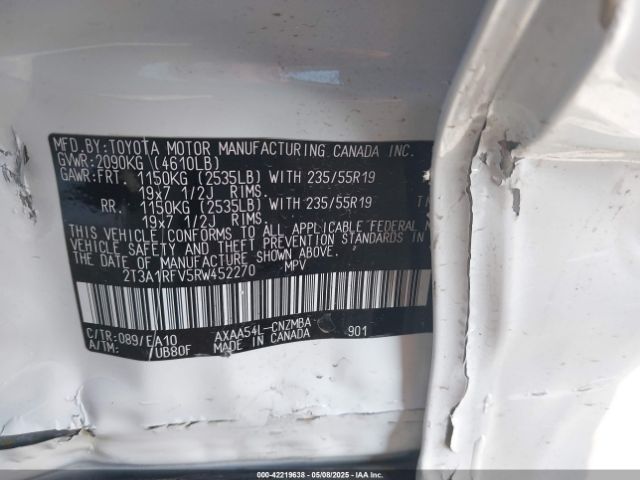 MFD.BY:TOYOTA MOTOR MANUFACTURING CANADA INC.
GVWR:2090KG (4610LB)
GAWR:FRT. 1150KG (2535LB) WITH 235/55R19
19x7 1/2J RIMS.
RR. 1150KG (2535LB) WITH 235/55R19
19x7 1/2J RIMS.
THIS VEHICLE CONFORMS TO ALL APPLICABLE FEDERAL
VEHICLE SAFETY AND THEFT PREVENTION STANDARDS IN
THE DATE OF MANUFACTURE SHOWN ABOVE.
2T3A1RFV5RW452270 MPV
C/TR:089/EA10 AXAA54L-CNZMBA
A/TM: /UB80F MADE IN CANADA 901
000-42219638 - 05/08/2025 - IAA Inc.